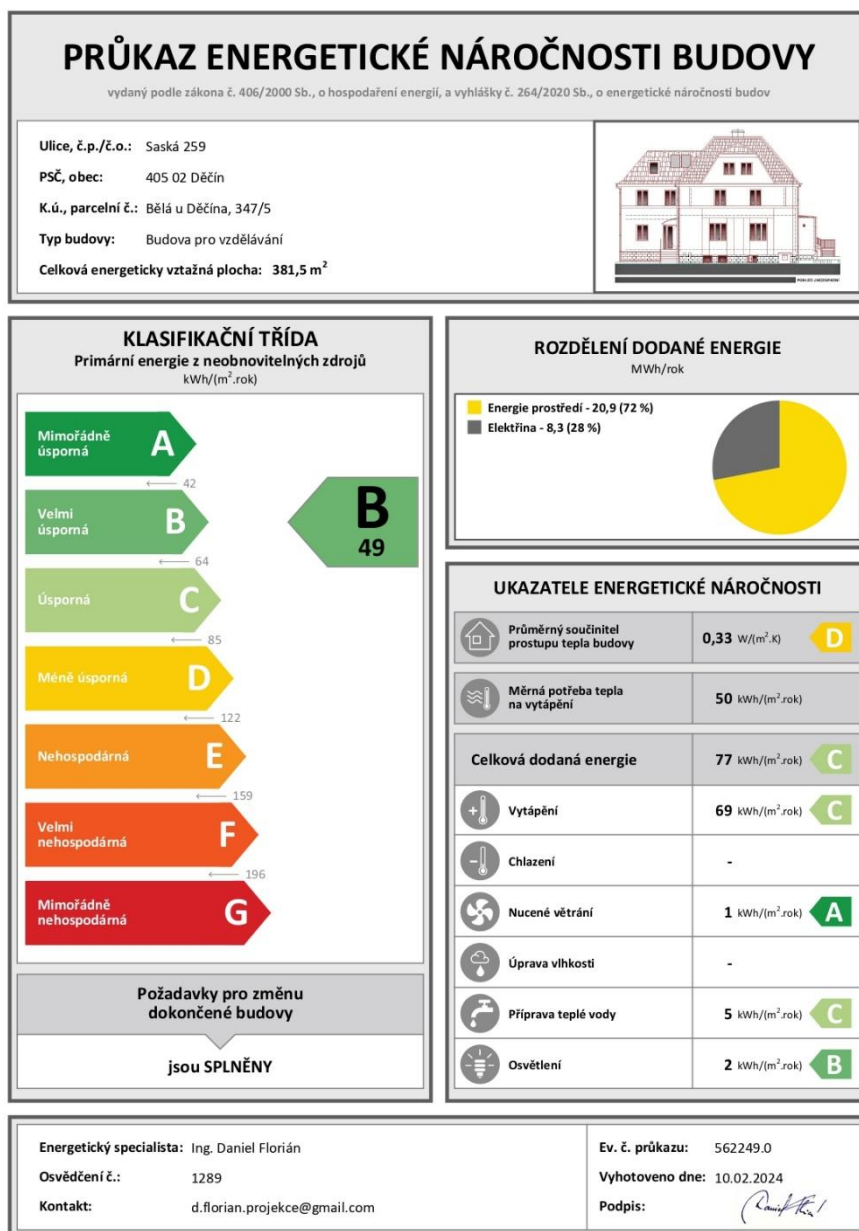 PRŮKAZ ENERGETICKÉ NÁROČNOSTI BUDOVY
vydaný podle zákona č. 406/2000 Sb., o hospodaření energií, a vyhlášky č. 264/2020 Sb., o energetické náročnosti budov
Ulice, č.p./č.o.: Saská 259
PSČ, obec: 405 02 Děčín
K.ú., parcelní č.: Bělá u Děčína, 347/5
Typ budovy: Budova pro vzdělávání
Celková energeticky vztažná plocha: 381,5 m²
KLASIFIKAČNÍ TŘÍDA
Primární energie z neobnovitelných zdrojů
kWh/(m².rok)
Mimořádně
úsporná
A
42
Velmi
úsporná
B
64
Úsporná
C
85
Méně úsporná
D
122
Nehospodárná
E
159
Velmi
nehospodárná
F
196
Mimořádně
nehospodárná
G
B
49
Požadavky pro změnu
dokončené budovy
jsou SPLNĚNY
ROZDĚLENÍ DODANÉ ENERGIE
MWh/rok
Energie prostředí - 20,9 (72 %)
Elektřina - 8,3 (28 %)
UKAZATELE ENERGETICKÉ NÁROČNOSTI
Průměrný součinitel
prostupu tepla budovy
0,33 W/(m².K) D
Měrná potřeba tepla
na vytápění
50 kWh/(m².rok)
Celková dodaná energie 77 kWh/(m².rok) C
Vytápění 69 kWh/(m².rok) C
Chlazení -
Nucené větrání 1 kWh/(m².rok) A
Úprava vlhkosti -
Příprava teplé vody 5 kWh/(m².rok) C
Osvětlení 2 kWh/(m².rok) B
Energetický specialista: Ing. Daniel Florián
Osvědčení č.: 1289
Kontakt: d.florian.projekce@gmail.com
Ev. č. průkazu: 562249.0
Vyhotoveno dne: 10.02.2024
Podpis: